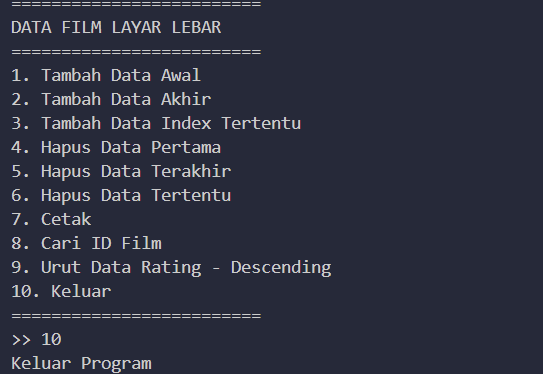 =========================
DATA FILM LAYAR LEBAR
=========================
1. Tambah Data Awal
2. Tambah Data Akhir
3. Tambah Data Index Tertentu
4. Hapus Data Pertama
5. Hapus Data Terakhir
6. Hapus Data Tertentu
7. Cetak
8. Cari ID Film
9. Urut Data Rating - Descending
10. Keluar
=========================
>> 10
Keluar Program